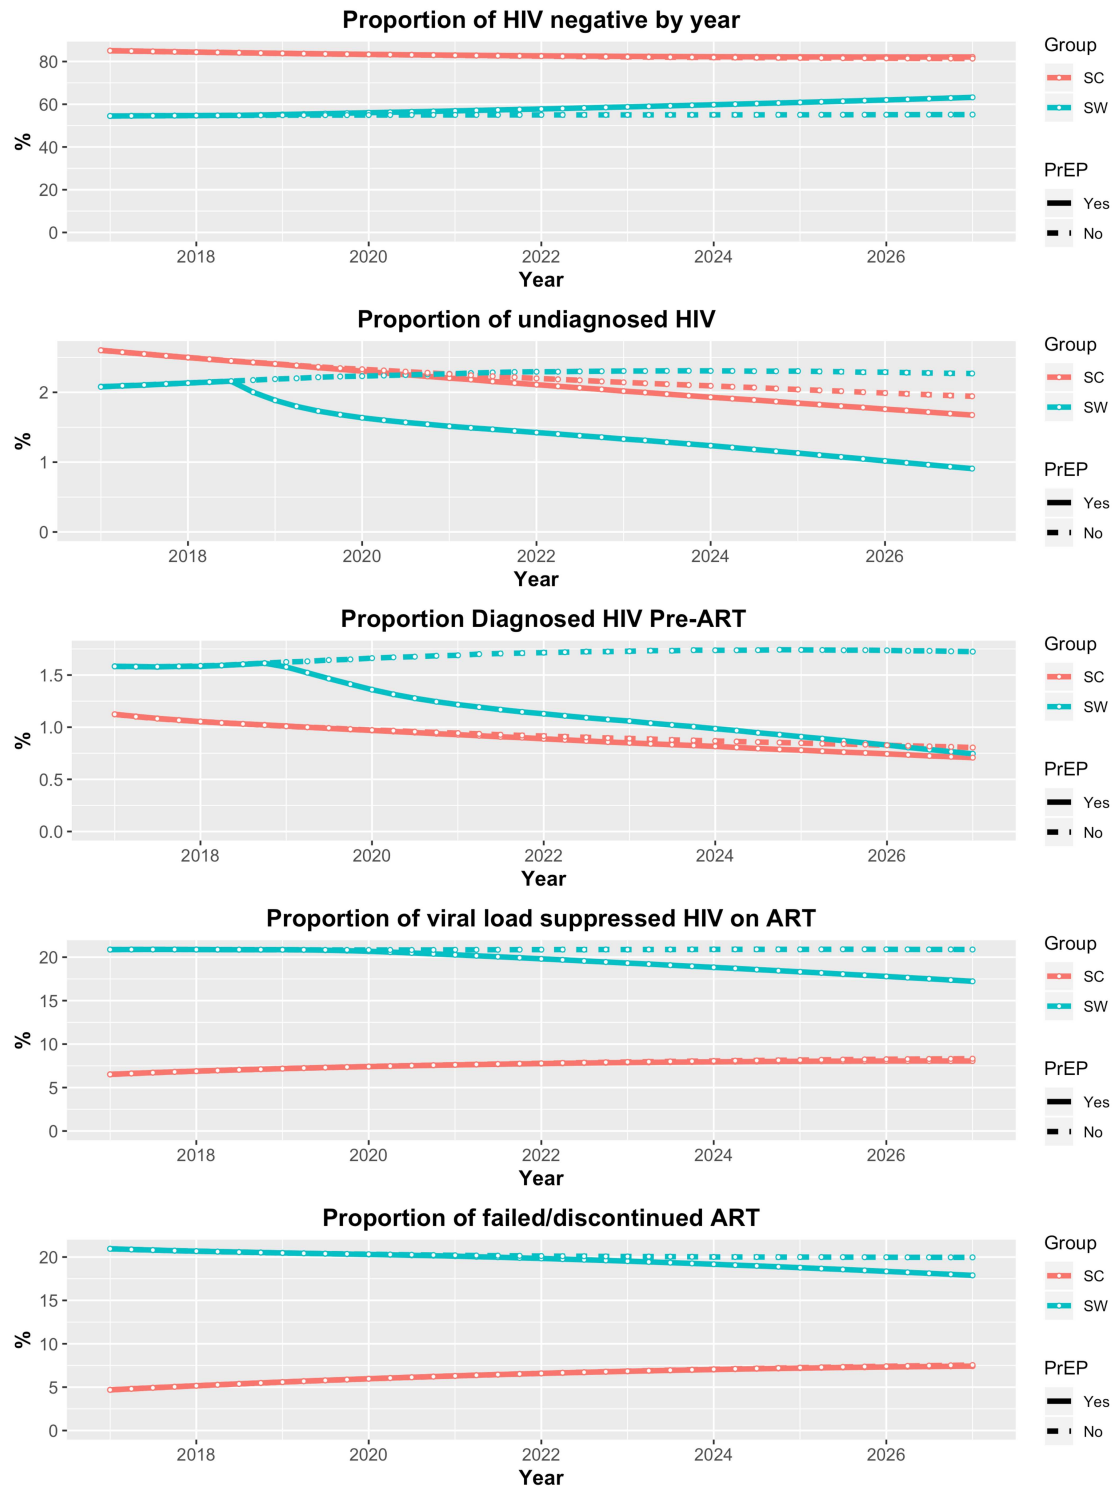 Proportion of HIV negative by year
80
60
40
20
0
%
2018 2020 2022 2024 2026
Year
Group
SC
SW
PrEP
Yes
No
Proportion of undiagnosed HIV
2
1
0
%
2018 2020 2022 2024 2026
Year
Group
SC
SW
PrEP
Yes
No
Proportion Diagnosed HIV Pre-ART
1.5
1.0
0.5
0.0
%
2018 2020 2022 2024 2026
Year
Group
SC
SW
PrEP
Yes
No
Proportion of viral load suppressed HIV on ART
20
15
10
5
0
%
2018 2020 2022 2024 2026
Year
Group
SC
SW
PrEP
Yes
No
Proportion of failed/discontinued ART
20
15
10
5
0
%
2018 2020 2022 2024 2026
Year
Group
SC
SW
PrEP
Yes
No